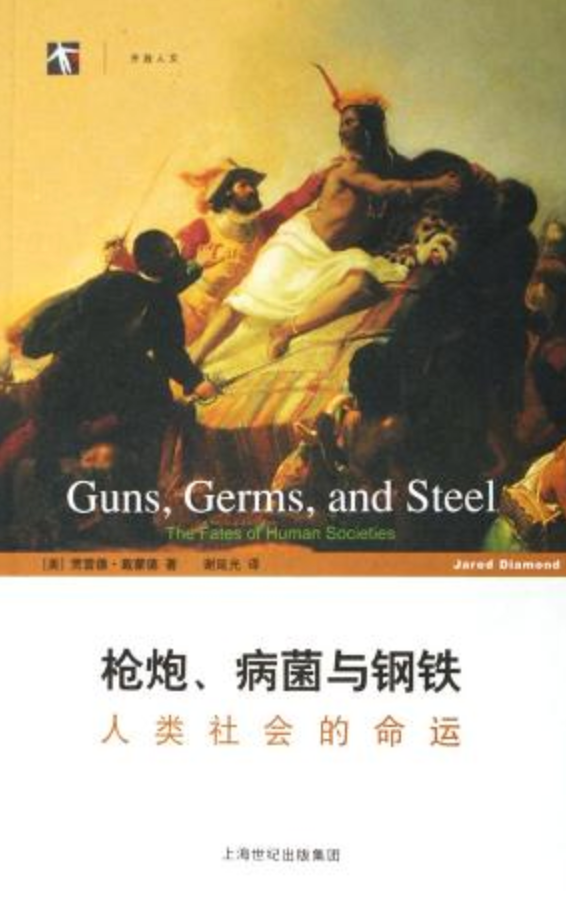 开放人文
Guns, Germs, and Steel
The Fates of Human Societies
[美] 贾雷德·戴蒙德 著 谢延光 译
Jared Diamond
枪炮、病菌与钢铁
人类社会的命运
上海世纪出版集团